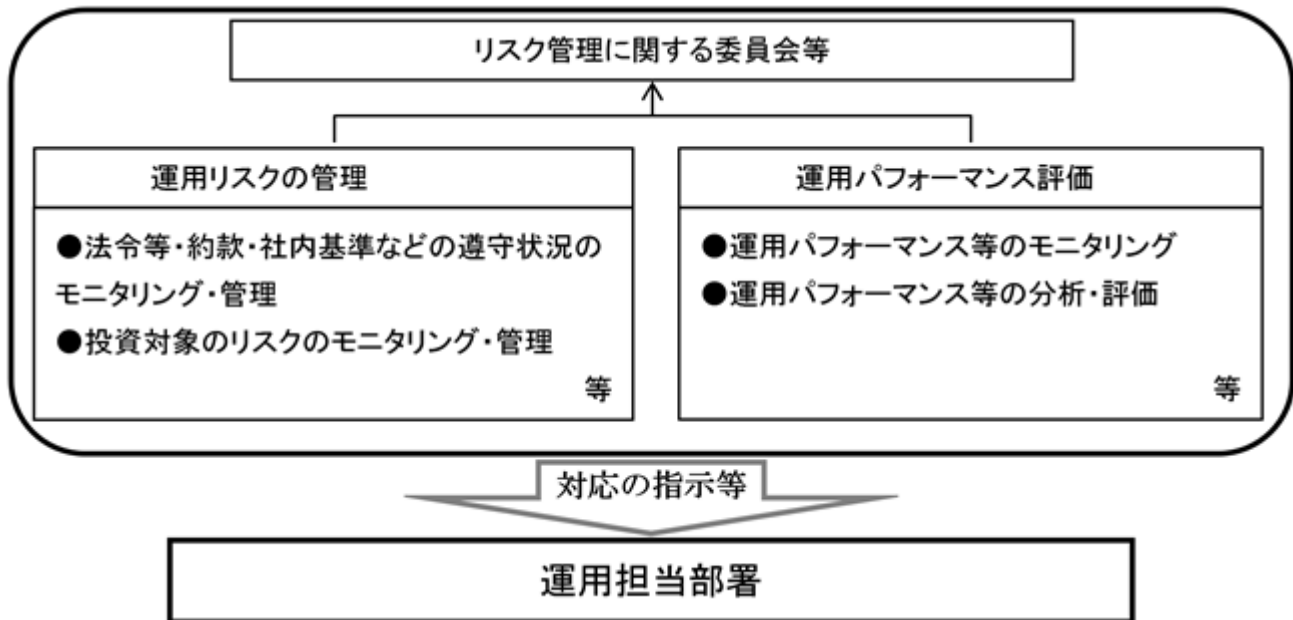 リスク管理に関する委員会等
運用リスクの管理
●法令等・約款・社内基準などの遵守状況の
モニタリング・管理
●投資対象のリスクのモニタリング・管理
等
運用パフォーマンス評価
●運用パフォーマンス等のモニタリング
●運用パフォーマンス等の分析・評価
等
対応の指示等
運用担当部署